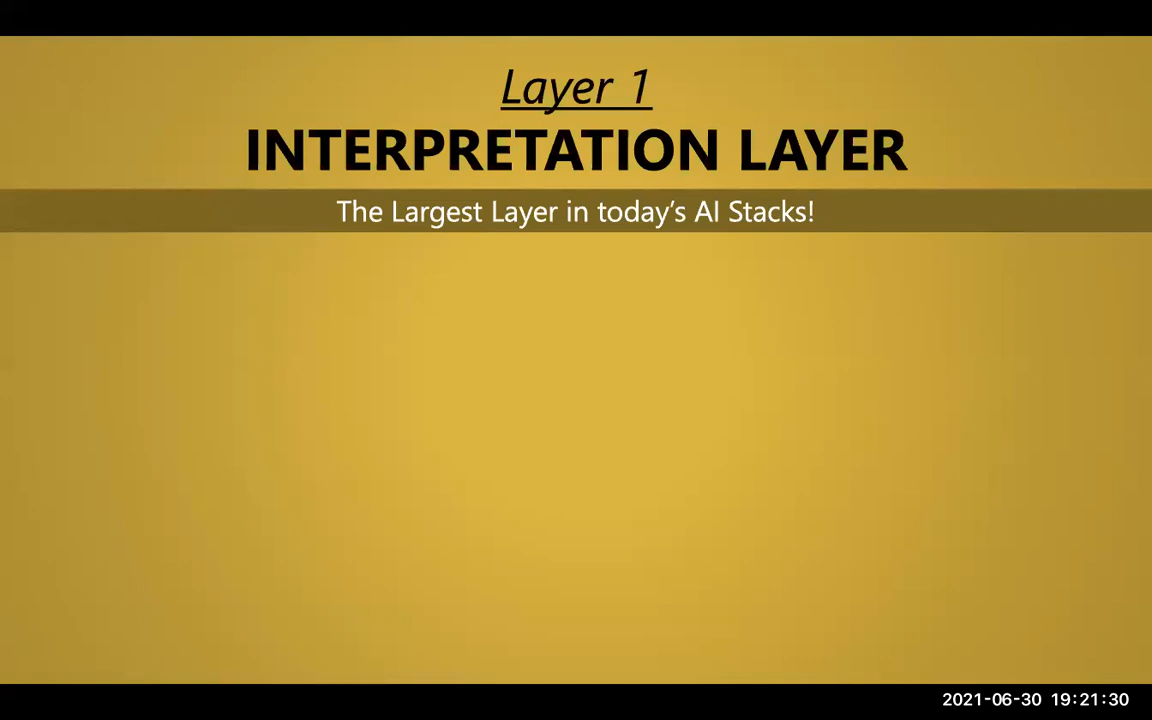 Layer 1
INTERPRETATION LAYER
The Largest Layer in today's AI Stacks!
2021-06-30 19:21:30